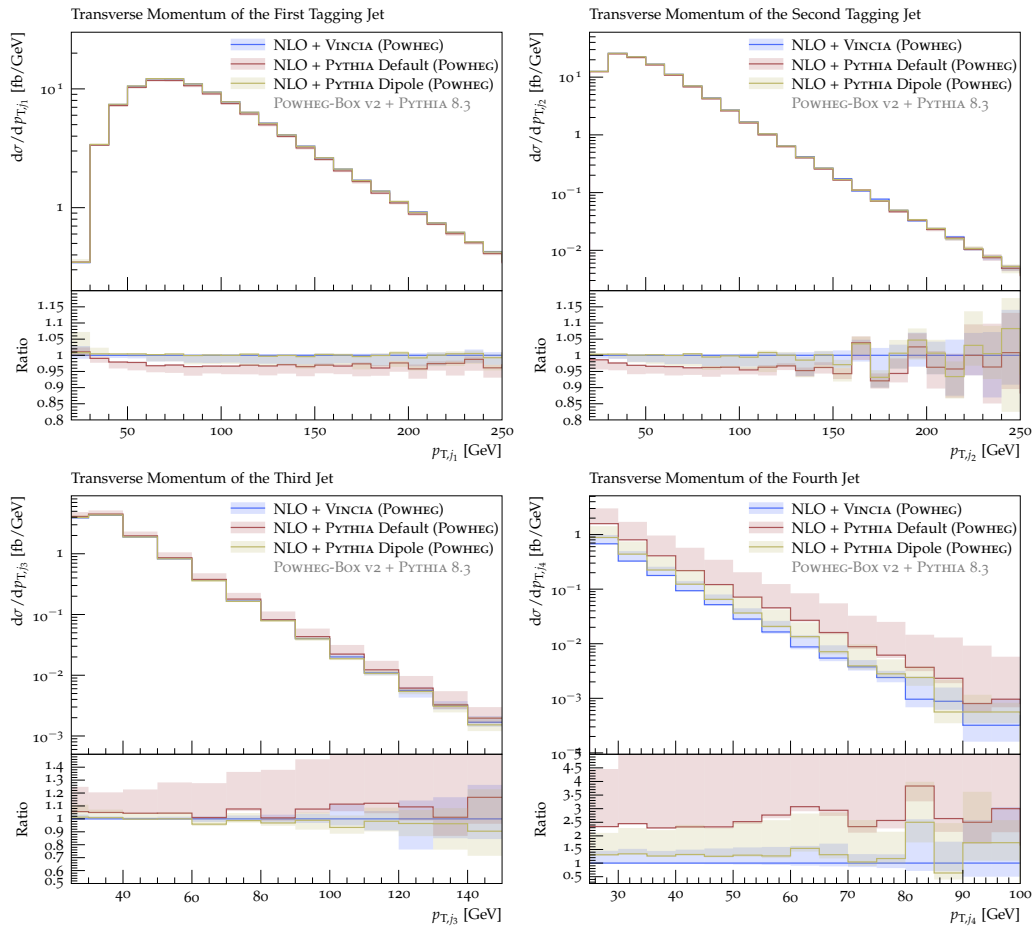 Transverse Momentum of the First Tagging Jet
NLO + Vincia (Powheg)
NLO + Pythia Default (Powheg)
NLO + Pythia Dipole (Powheg)
Powheg-Box v2 + Pythia 8.3
dσ/dp_T,j1 [fb/GeV]
10^1
1
Ratio
1.15
1.1
1.05
1
0.95
0.9
0.85
0.8
50 100 150 200 250
p_T,j1 [GeV]
Transverse Momentum of the Second Tagging Jet
NLO + Vincia (Powheg)
NLO + Pythia Default (Powheg)
NLO + Pythia Dipole (Powheg)
Powheg-Box v2 + Pythia 8.3
dσ/dp_T,j2 [fb/GeV]
10^1
1
10^−1
10^−2
Ratio
1.15
1.1
1.05
1
0.95
0.9
0.85
0.8
50 100 150 200 250
p_T,j2 [GeV]
Transverse Momentum of the Third Jet
NLO + Vincia (Powheg)
NLO + Pythia Default (Powheg)
NLO + Pythia Dipole (Powheg)
Powheg-Box v2 + Pythia 8.3
dσ/dp_T,j3 [fb/GeV]
1
10^−1
10^−2
10^−3
Ratio
1.4
1.3
1.2
1.1
1.0
0.9
0.8
0.7
0.6
0.5
40 60 80 100 120 140
p_T,j3 [GeV]
Transverse Momentum of the Fourth Jet
NLO + Vincia (Powheg)
NLO + Pythia Default (Powheg)
NLO + Pythia Dipole (Powheg)
Powheg-Box v2 + Pythia 8.3
dσ/dp_T,j4 [fb/GeV]
1
10^−1
10^−2
10^−3
10^−4
Ratio
4.5
3.5
2.5
1.5
1
0.5
30 40 50 60 70 80 90 100
p_T,j4 [GeV]